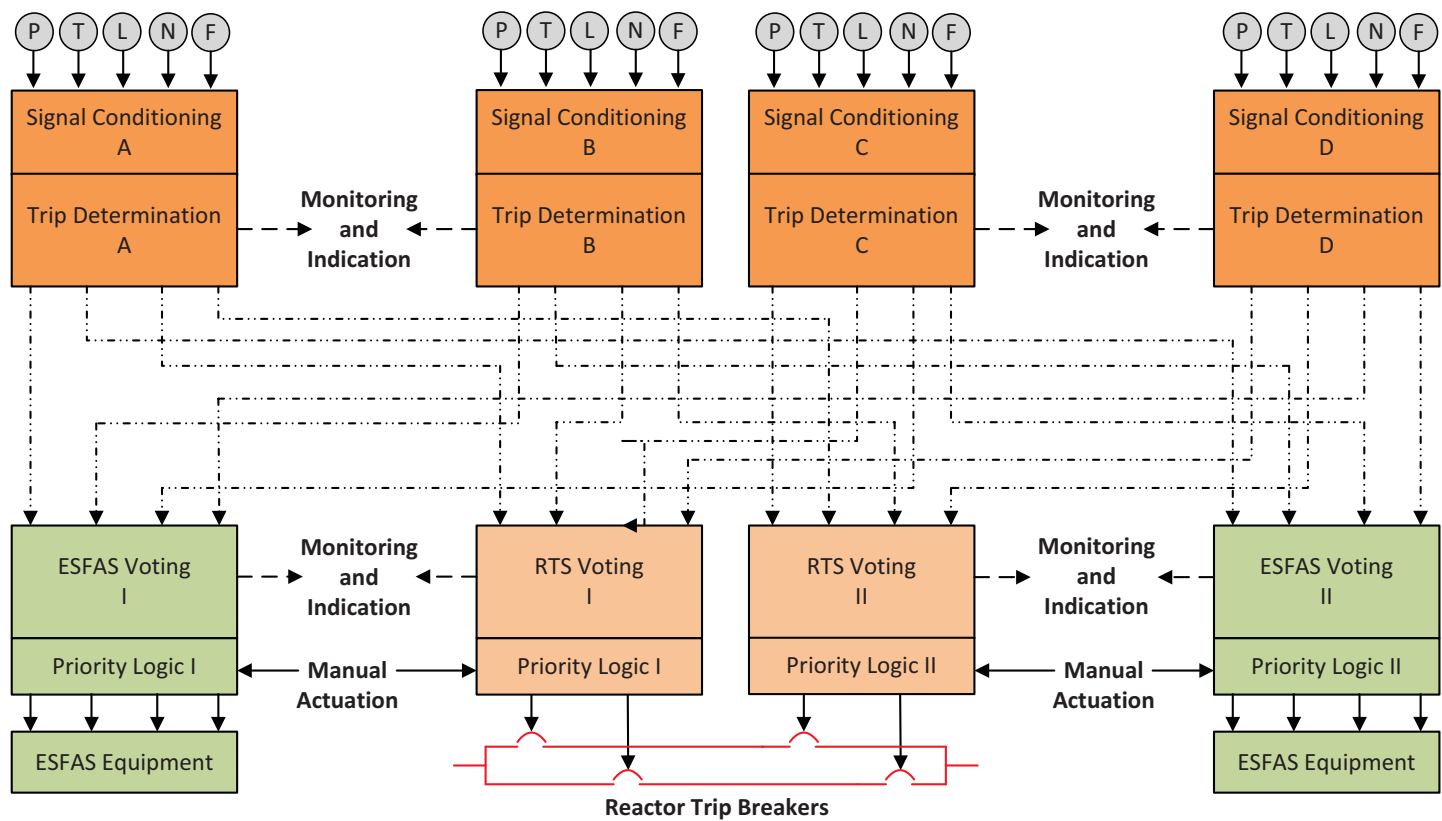 P T L N F
P T L N F
P T L N F
P T L N F
Signal Conditioning
A
Signal Conditioning
B
Signal Conditioning
C
Signal Conditioning
D
Trip Determination
A
Monitoring
and
Indication
Trip Determination
B
Trip Determination
C
Monitoring
and
Indication
Trip Determination
D
ESFAS Voting
I
Monitoring
and
Indication
RTS Voting
I
RTS Voting
II
Monitoring
and
Indication
ESFAS Voting
II
Priority Logic I
Manual
Actuation
Priority Logic I
Priority Logic II
Manual
Actuation
Priority Logic II
ESFAS Equipment
ESFAS Equipment
Reactor Trip Breakers